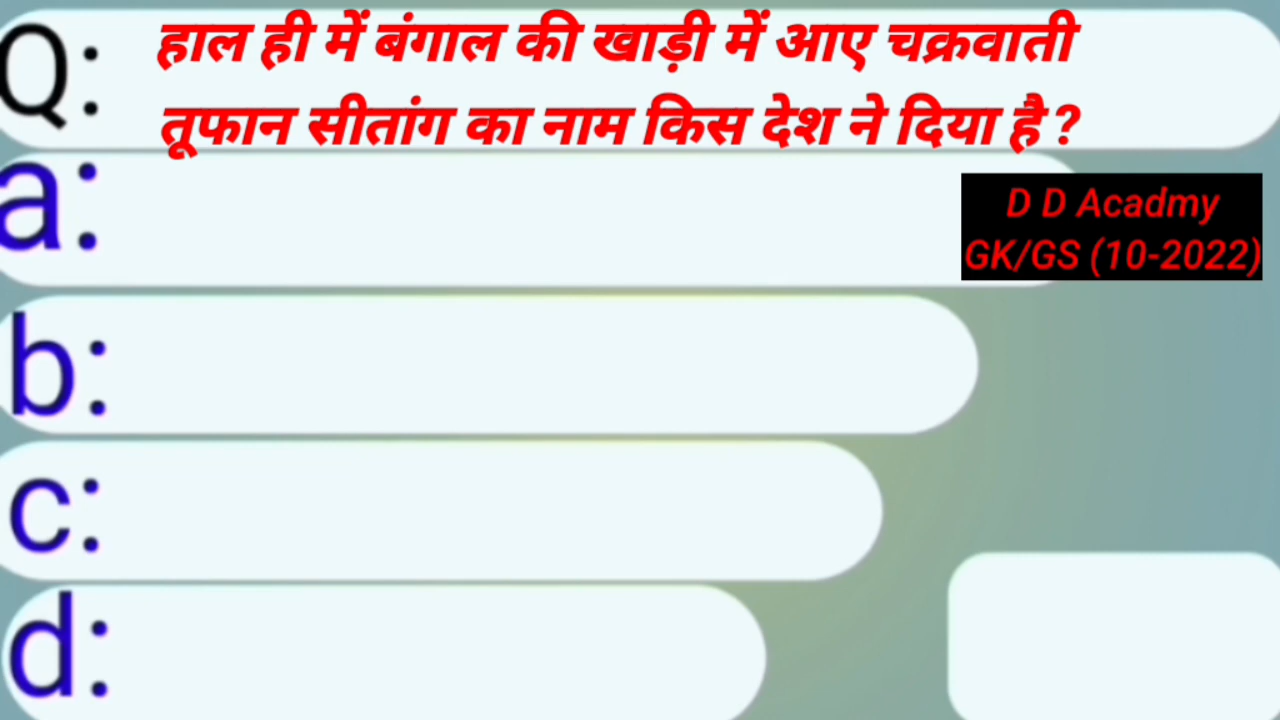 Q: हाल ही में बंगाल की खाड़ी में आए चक्रवाती
तूफान सीतांग का नाम किस देश ने दिया है ?
a:
D D Acadmy
GK/GS (10-2022)
b:
c:
d: